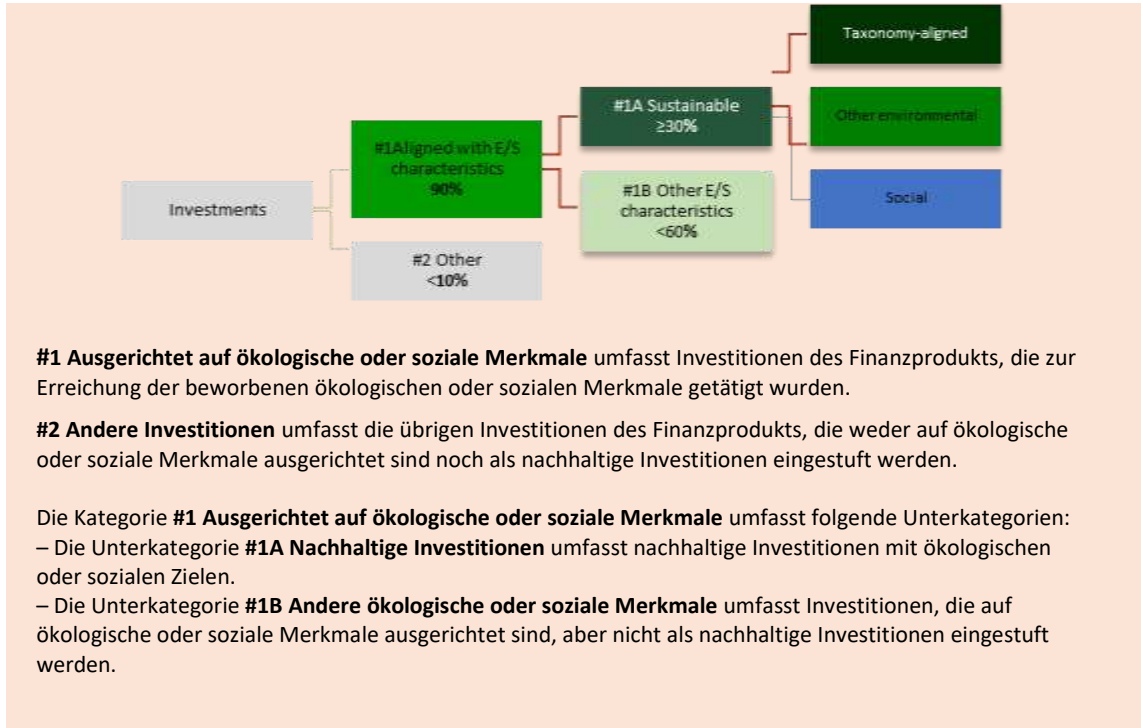 Taxonomy-aligned
#1A Sustainable
≥30%
Other environmental
#1Aligned with E/S
characteristics
90%
#1B Other E/S
characteristics
<60%
Social
Investments
#2 Other
<10%
#1 Ausgerichtet auf ökologische oder soziale Merkmale umfasst Investitionen des Finanzprodukts, die zur
Erreichung der beworbenen ökologischen oder sozialen Merkmale getätigt wurden.
#2 Andere Investitionen umfasst die übrigen Investitionen des Finanzprodukts, die weder auf ökologische
oder soziale Merkmale ausgerichtet sind noch als nachhaltige Investitionen eingestuft werden.
Die Kategorie #1 Ausgerichtet auf ökologische oder soziale Merkmale umfasst folgende Unterkategorien:
– Die Unterkategorie #1A Nachhaltige Investitionen umfasst nachhaltige Investitionen mit ökologischen
oder sozialen Zielen.
– Die Unterkategorie #1B Andere ökologische oder soziale Merkmale umfasst Investitionen, die auf
ökologische oder soziale Merkmale ausgerichtet sind, aber nicht als nachhaltige Investitionen eingestuft
werden.